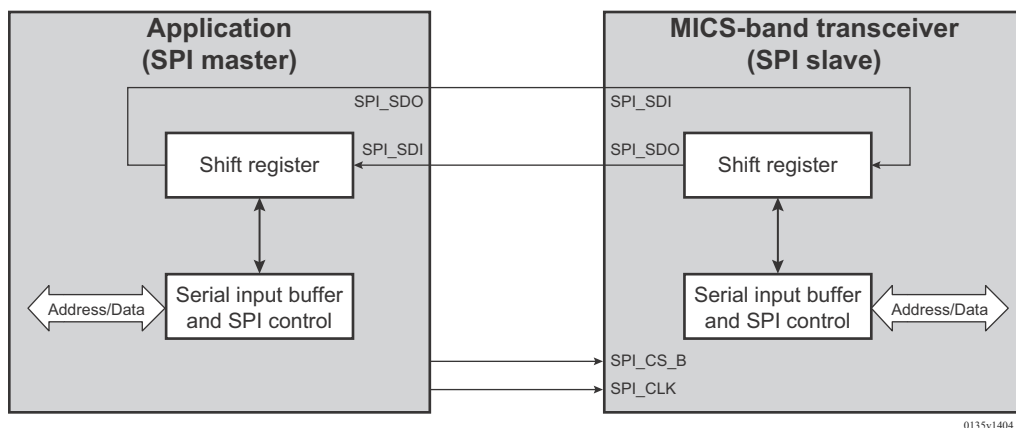 Application
(SPI master)
MICS-band transceiver
(SPI slave)
SPI_SDO
SPI_SDI
SPI_SDI
SPI_SDO
Shift register
Shift register
Address/Data
Serial input buffer
and SPI control
Serial input buffer
and SPI control
Address/Data
SPI_CS_B
SPI_CLK
0135v1404